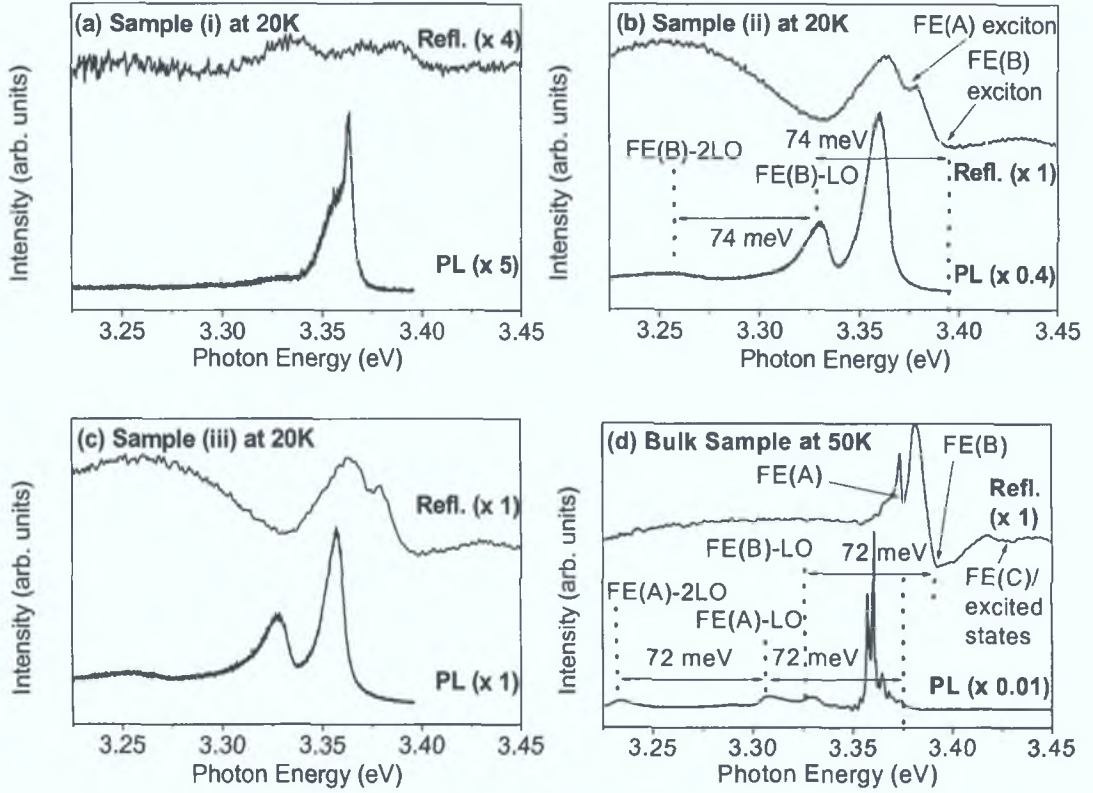 (a) Sample (i) at 20K
Refl. (x 4)
PL (x 5)
Intensity (arb. units)
3.25 3.30 3.35 3.40 3.45
Photon Energy (eV)
(b) Sample (ii) at 20K
FE(A) exciton
FE(B)
exciton
74 meV
FE(B)-2LO
FE(B)-LO
Refl. (x 1)
74 meV
PL (x 0.4)
Intensity (arb. units)
3.25 3.30 3.35 3.40 3.45
Photon Energy (eV)
(c) Sample (iii) at 20K
Refl. (x 1)
PL (x 1)
Intensity (arb. units)
3.25 3.30 3.35 3.40 3.45
Photon Energy (eV)
(d) Bulk Sample at 50K
FE(B)
FE(A)
Refl.
(x 1)
FE(B)-LO
72 meV
FE(A)-2LO
FE(A)-LO
FE(C)/
excited
states
72 meV
72 meV
PL (x 0.01)
Intensity (arb. units)
3.25 3.30 3.35 3.40 3.45
Photon Energy (eV)